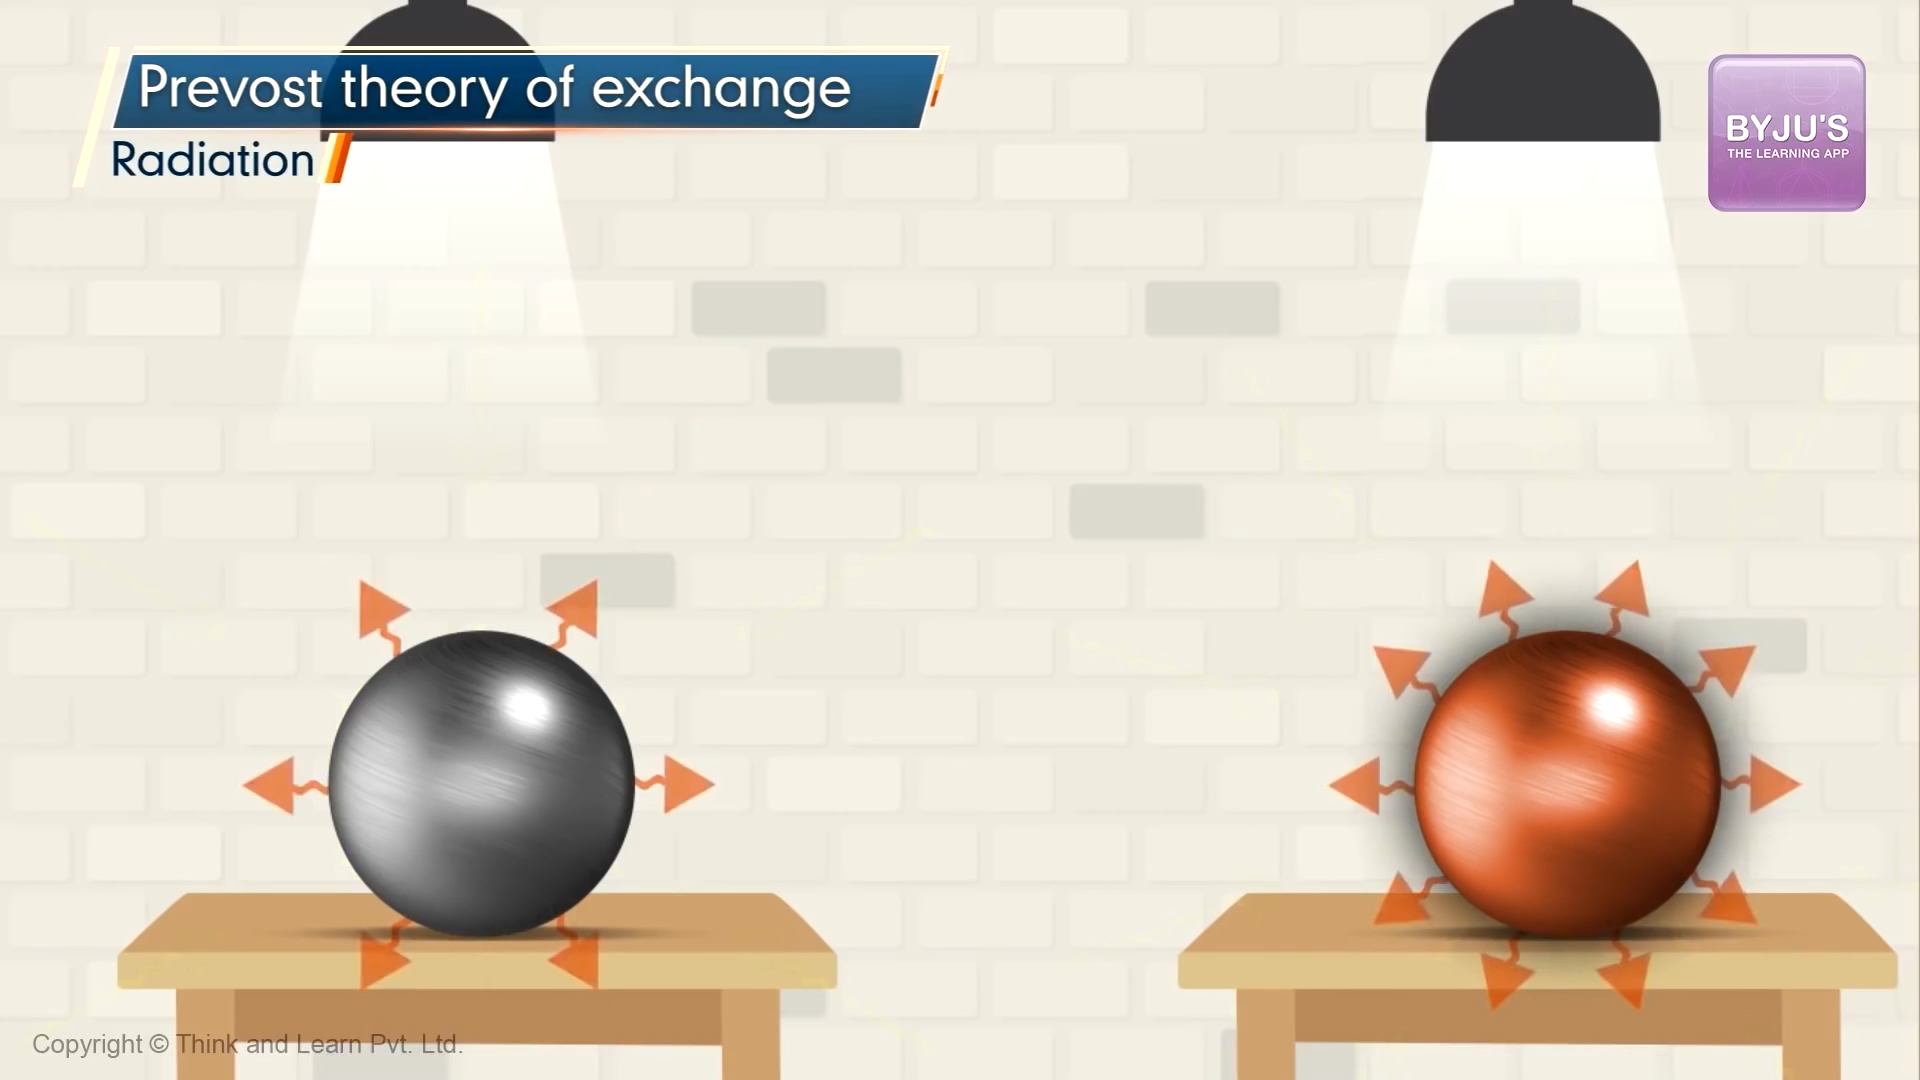 Prevost theory of exchange
Radiation
BYJU'S
THE LEARNING APP
Copyright © Think and Learn Pvt. Ltd.